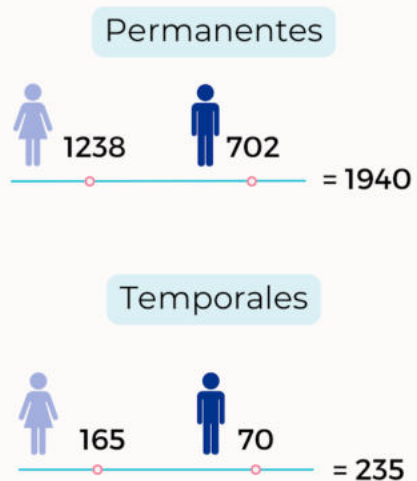 Permanentes
1238 702
= 1940
Temporales
165 70
= 235